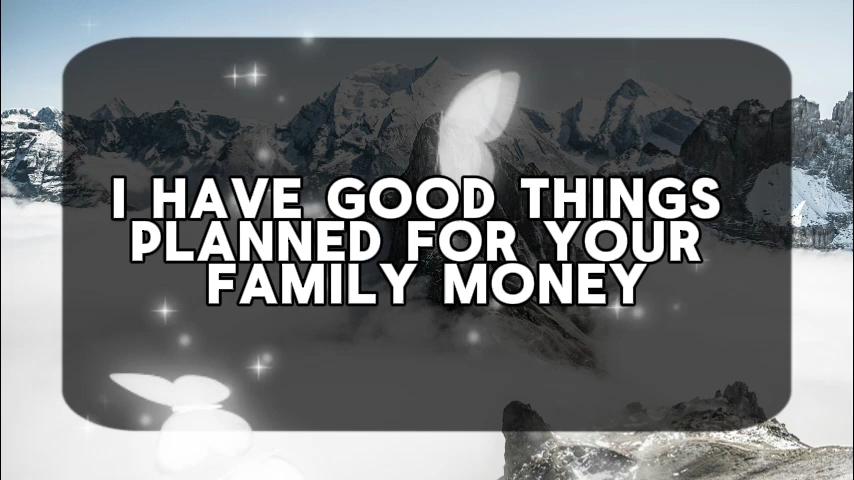 I HAVE GOOD THINGS
PLANNED FOR YOUR
FAMILY MONEY